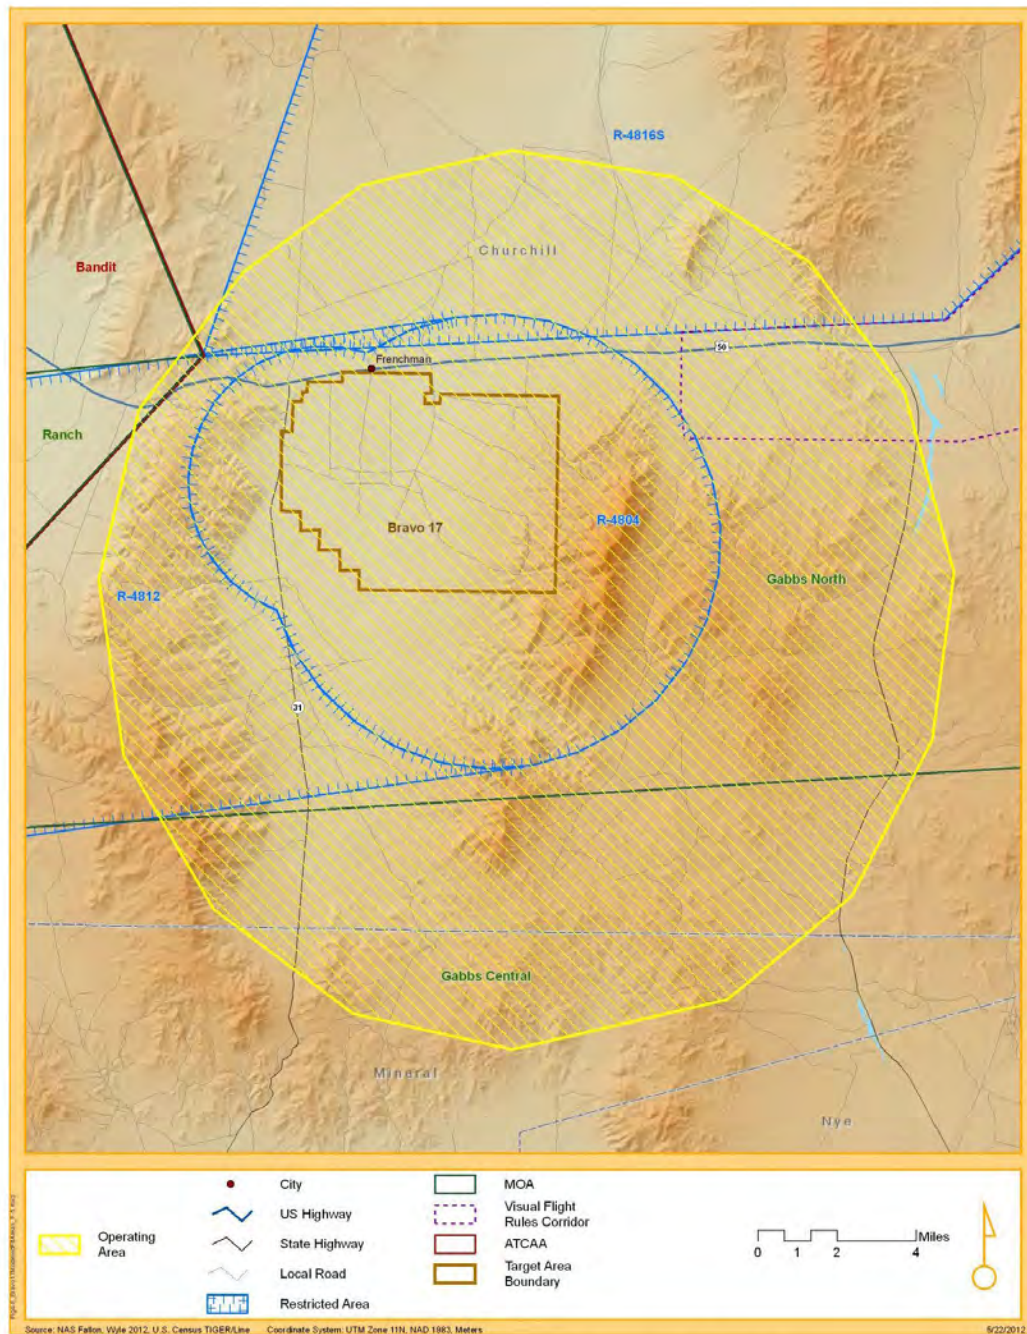 R-4816S
Churchill
Bandit
50
Frenchman
Ranch
Bravo 17
R-4804
Gabbs North
R-4812
31
Gabbs Central
Mineral
Nye
Operating
Area
City
US Highway
State Highway
Local Road
Restricted Area
MOA
Visual Flight
Rules Corridor
ATCAA
Target Area
Boundary
Miles
0 1 2 4
Source: NAS Fallon, Wyle 2012, U.S. Census TIGER/Line Coordinate System: UTM Zone 11N, NAD 1983, Meters
5/22/2012